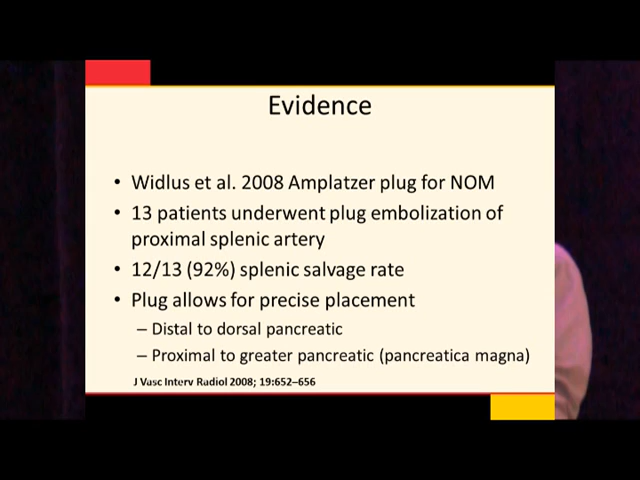 Evidence
• Widlus et al. 2008 Amplatzer plug for NOM
• 13 patients underwent plug embolization of
proximal splenic artery
• 12/13 (92%) splenic salvage rate
• Plug allows for precise placement
– Distal to dorsal pancreatic
– Proximal to greater pancreatic (pancreatica magna)
J Vasc Interv Radiol 2008; 19:652–656